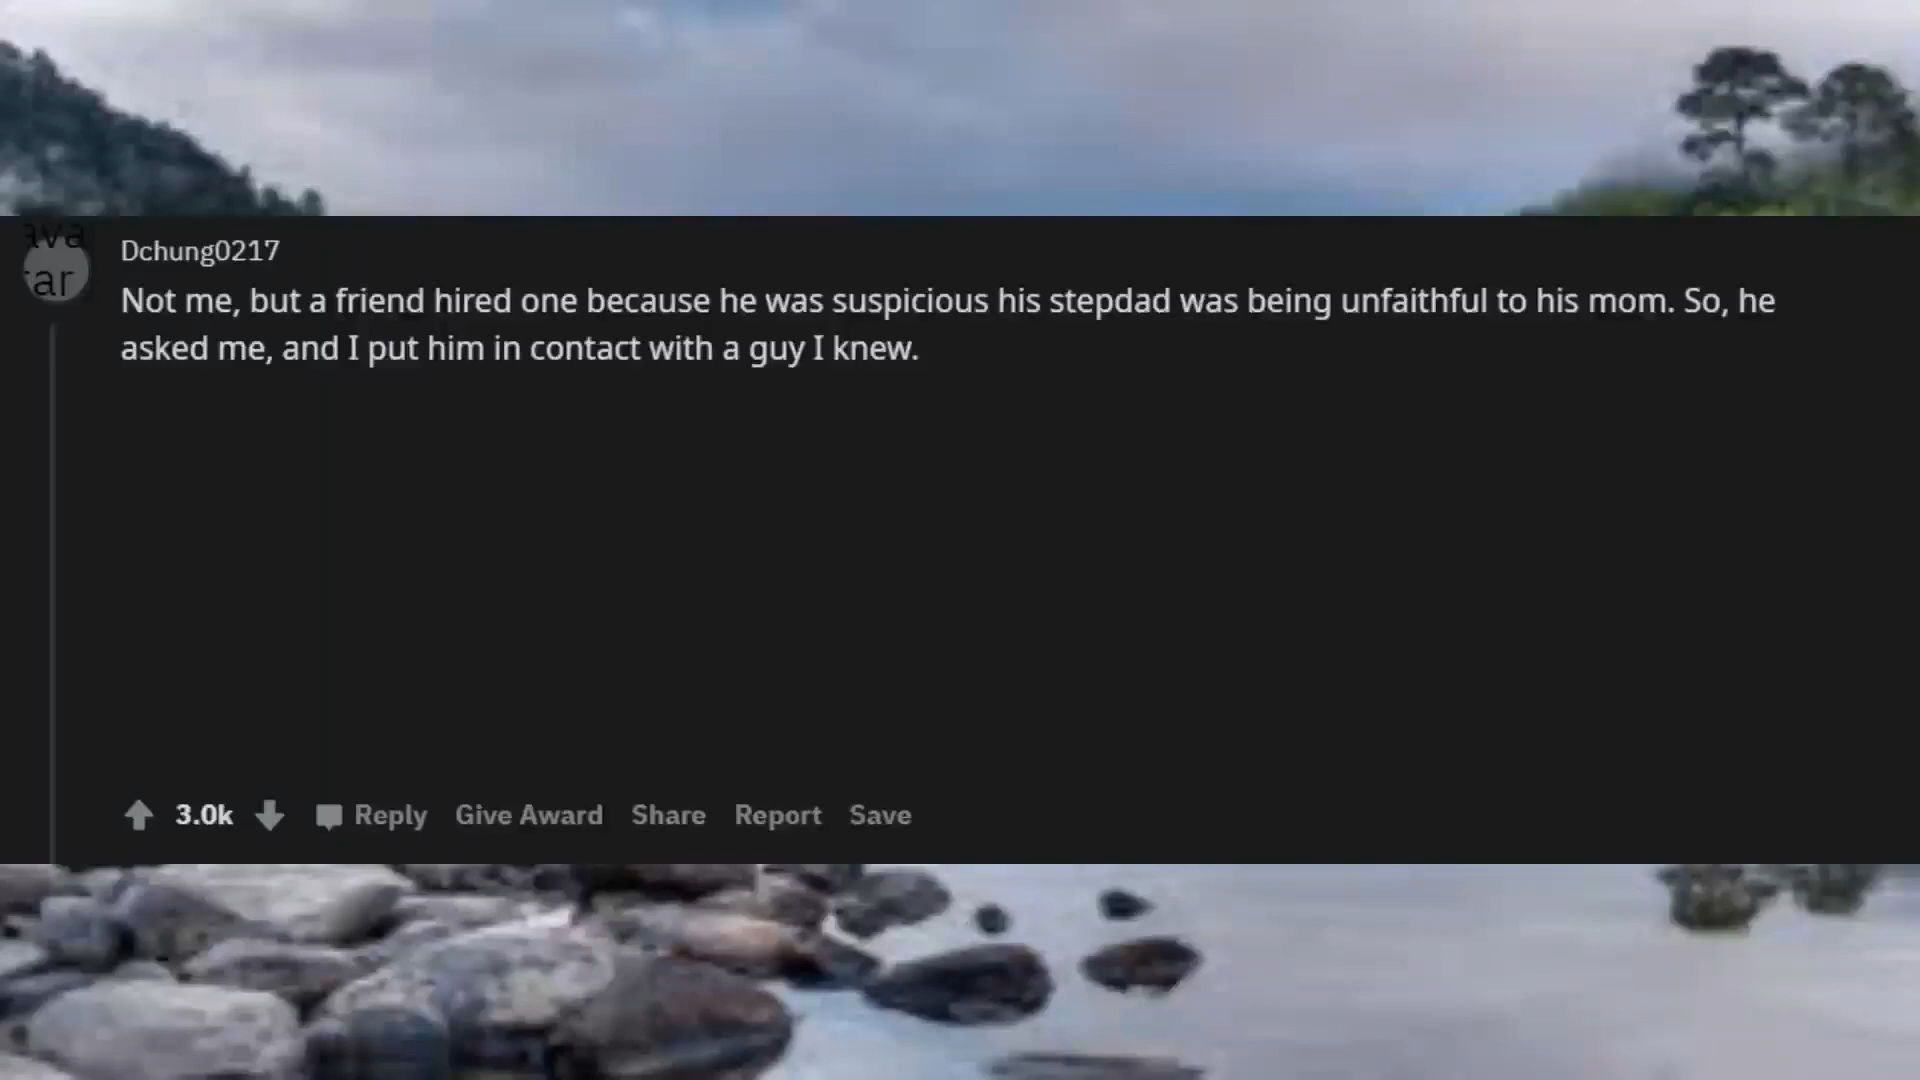 ava
tar
Dchung0217
Not me, but a friend hired one because he was suspicious his stepdad was being unfaithful to his mom. So, he
asked me, and I put him in contact with a guy I knew.
3.0k Reply Give Award Share Report Save